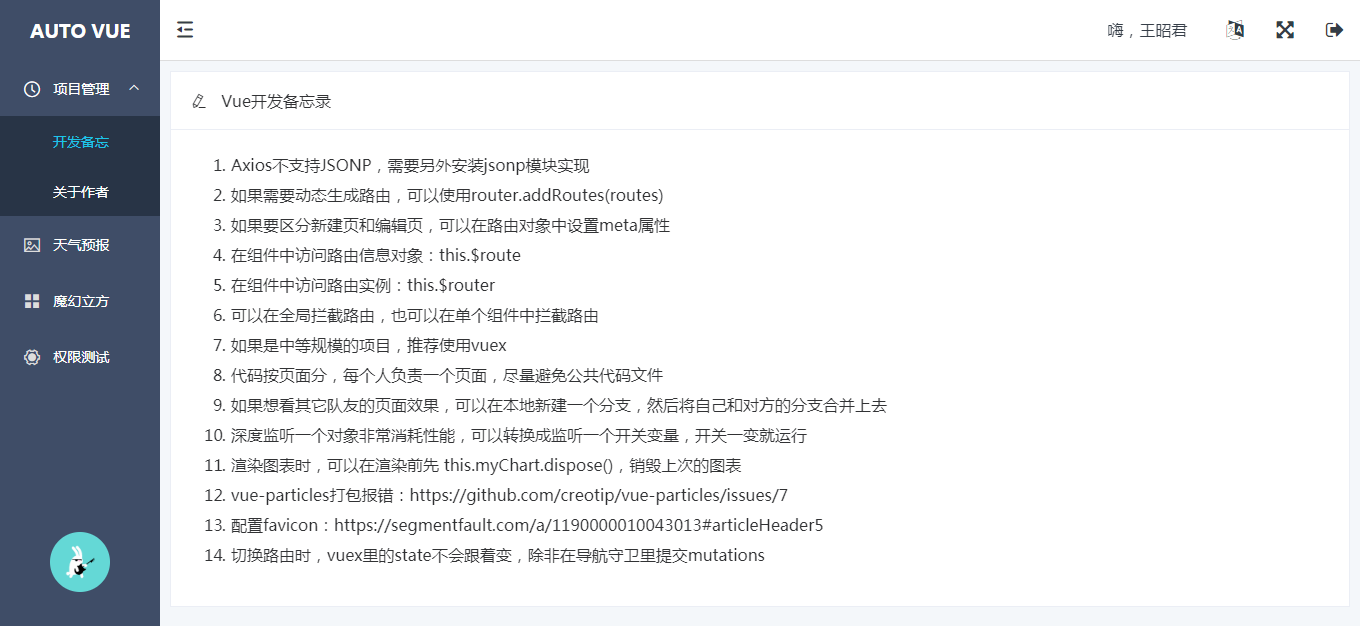 AUTO VUE
嗨，王昭君
项目管理
开发备忘
关于作者
天气预报
魔幻立方
权限测试
Vue开发备忘录
1. Axios不支持JSONP，需要另外安装jsonp模块实现
2. 如果需要动态生成路由，可以使用router.addRoutes(routes)
3. 如果要区分新建页和编辑页，可以在路由对象中设置meta属性
4. 在组件中访问路由信息对象：this.$route
5. 在组件中访问路由实例：this.$router
6. 可以在全局拦截路由，也可以在单个组件中拦截路由
7. 如果是中等规模的项目，推荐使用vuex
8. 代码按页面分，每个人负责一个页面，尽量避免公共代码文件
9. 如果想看其它队友的页面效果，可以在本地新建一个分支，然后将自己和对方的分支合并上去
10. 深度监听一个对象非常消耗性能，可以转换成监听一个开关变量，开关一变就运行
11. 渲染图表时，可以在渲染前先 this.myChart.dispose()，销毁上次的图表
12. vue-particles打包报错：https://github.com/creotip/vue-particles/issues/7
13. 配置favicon：https://segmentfault.com/a/1190000010043013#articleHeader5
14. 切换路由时，vuex里的state不会跟着变，除非在导航守卫里提交mutations